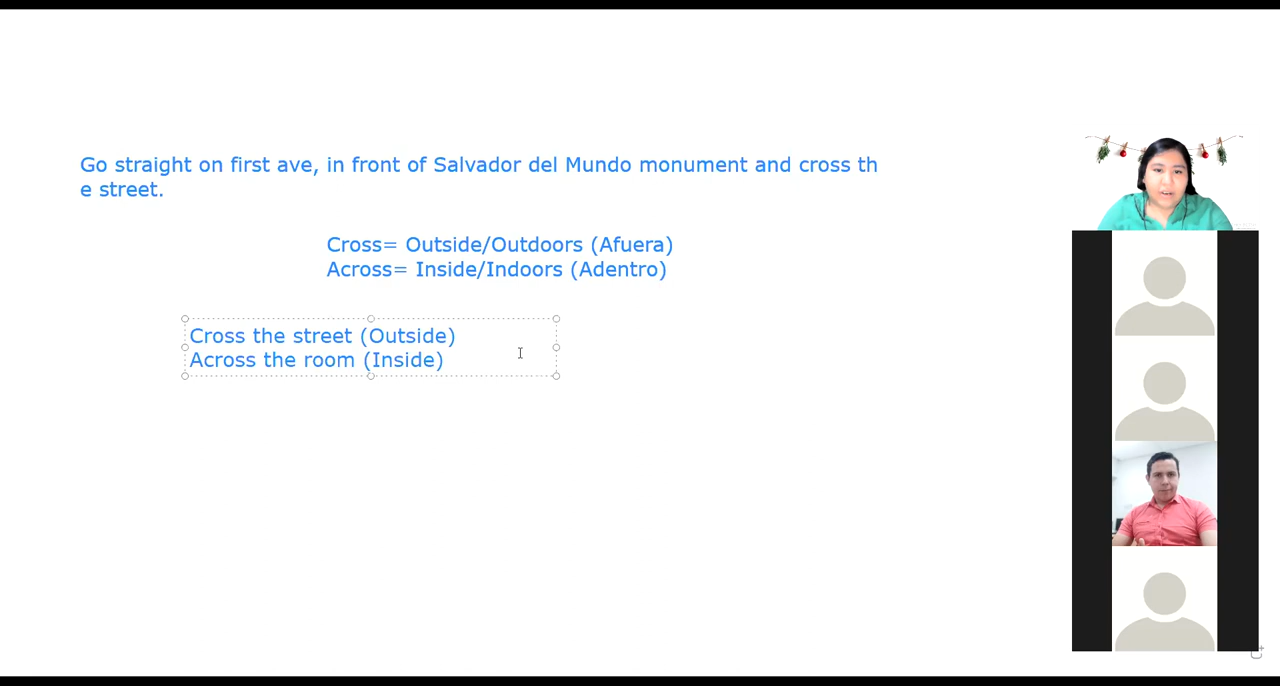 Go straight on first ave, in front of Salvador del Mundo monument and cross th
e street.
Cross= Outside/Outdoors (Afuera)
Across= Inside/Indoors (Adentro)
Cross the street (Outside)
Across the room (Inside)